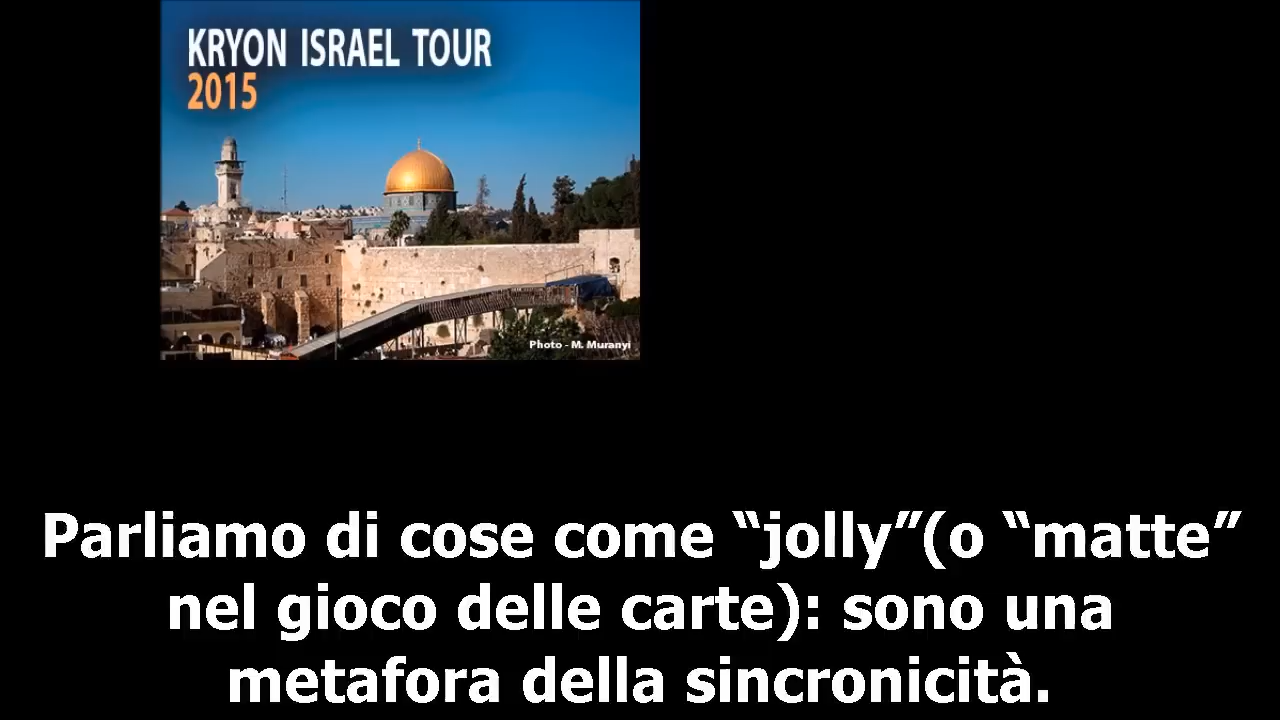 KRYON ISRAEL TOUR
2015
Photo - M. Muranyi
Parliamo di cose come “jolly”(o “matte”
nel gioco delle carte): sono una
metafora della sincronicità.